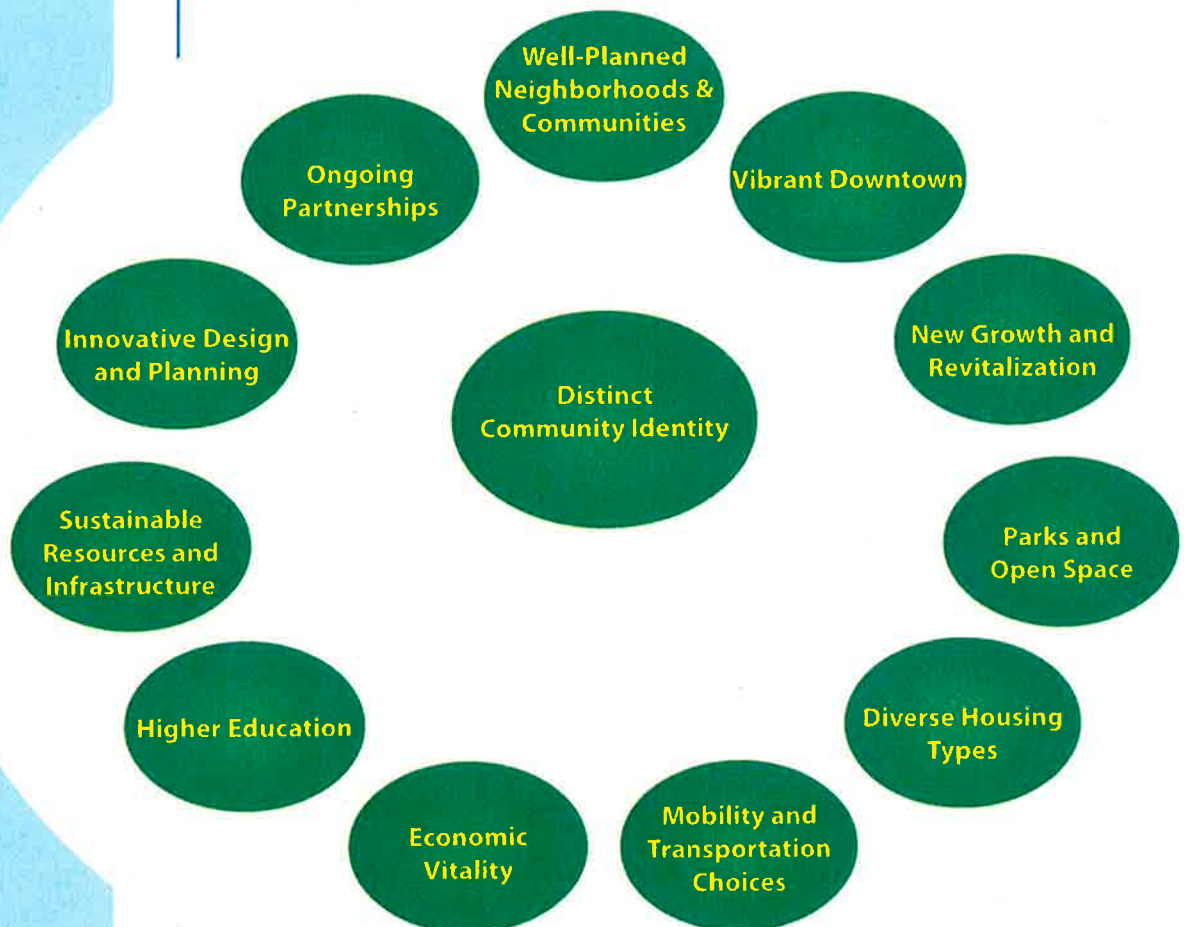 Well-Planned
Neighborhoods &
Communities
Vibrant Downtown
New Growth and
Revitalization
Parks and
Open Space
Diverse Housing
Types
Mobility and
Transportation
Choices
Economic
Vitality
Higher Education
Sustainable
Resources and
Infrastructure
Innovative Design
and Planning
Ongoing
Partnerships
Distinct
Community Identity